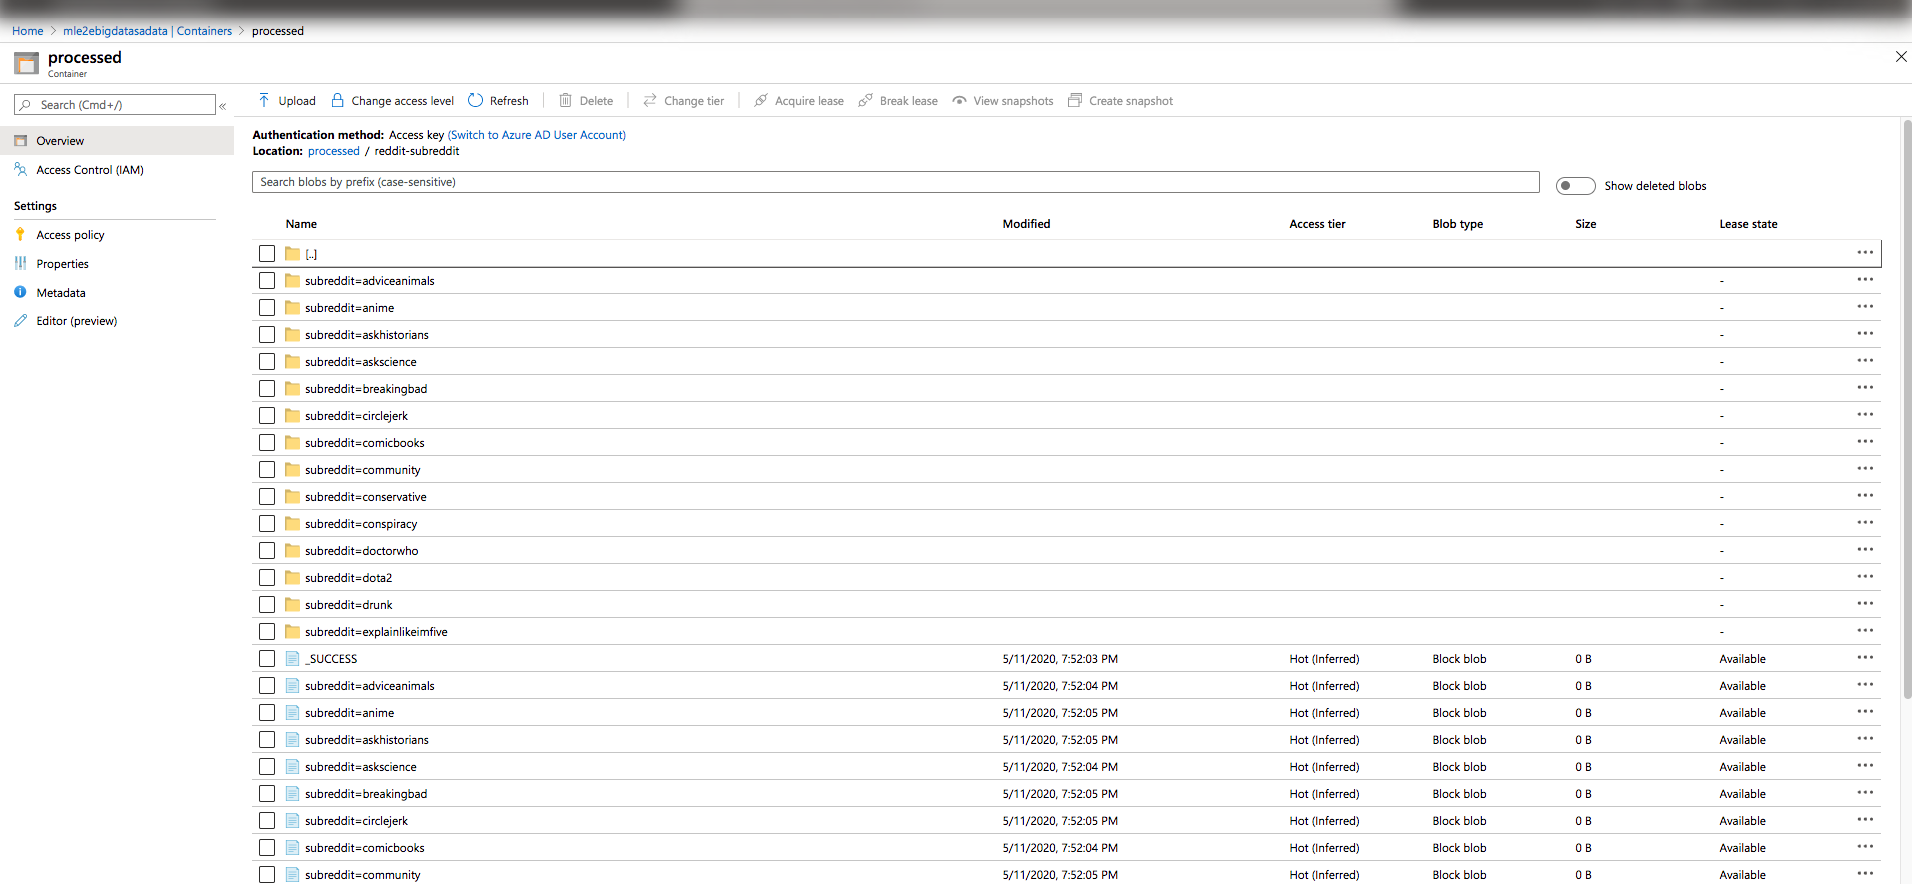 Home > mle2ebigdatasadata | Containers > processed
processed
Container
Search (Cmd+/)
«
Overview
Access Control (IAM)
Settings
Access policy
Properties
Metadata
Editor (preview)
Upload Change access level Refresh Delete Change tier Acquire lease Break lease View snapshots Create snapshot
Authentication method: Access key (Switch to Azure AD User Account)
Location: processed / reddit-subreddit
Search blobs by prefix (case-sensitive)
Show deleted blobs
Name Modified Access tier Blob type Size Lease state
[..]
subreddit=adviceanimals -
subreddit=anime -
subreddit=askhistorians -
subreddit=askscience -
subreddit=breakingbad -
subreddit=circlejerk -
subreddit=comicbooks -
subreddit=community -
subreddit=conservative -
subreddit=conspiracy -
subreddit=doctorwho -
subreddit=dota2 -
subreddit=drunk -
subreddit=explainlikeimfive -
_SUCCESS 5/11/2020, 7:52:03 PM Hot (Inferred) Block blob 0 B Available
subreddit=adviceanimals 5/11/2020, 7:52:04 PM Hot (Inferred) Block blob 0 B Available
subreddit=anime 5/11/2020, 7:52:05 PM Hot (Inferred) Block blob 0 B Available
subreddit=askhistorians 5/11/2020, 7:52:05 PM Hot (Inferred) Block blob 0 B Available
subreddit=askscience 5/11/2020, 7:52:04 PM Hot (Inferred) Block blob 0 B Available
subreddit=breakingbad 5/11/2020, 7:52:05 PM Hot (Inferred) Block blob 0 B Available
subreddit=circlejerk 5/11/2020, 7:52:05 PM Hot (Inferred) Block blob 0 B Available
subreddit=comicbooks 5/11/2020, 7:52:04 PM Hot (Inferred) Block blob 0 B Available
subreddit=community 5/11/2020, 7:52:05 PM Hot (Inferred) Block blob 0 B Available